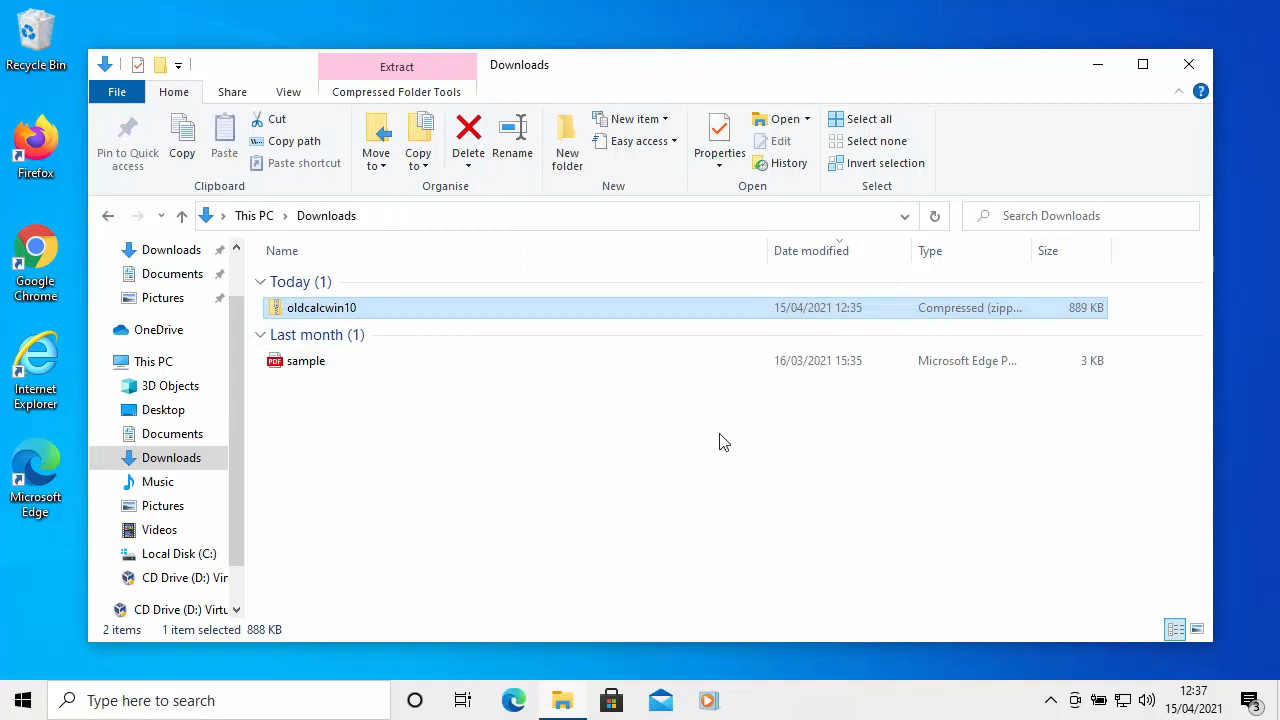 Recycle Bin
Firefox
Google
Chrome
Internet
Explorer
Microsoft
Edge
Extract
Downloads
File
Home
Share
View
Compressed Folder Tools
Pin to Quick
access
Copy
Paste
Cut
Copy path
Paste shortcut
Clipboard
Move
to
Copy
to
Delete
Rename
Organise
New
folder
New item
Easy access
New
Properties
Open
Edit
History
Open
Select all
Select none
Invert selection
Select
This PC
Downloads
Search Downloads
Downloads
Documents
Pictures
OneDrive
This PC
3D Objects
Desktop
Documents
Downloads
Music
Pictures
Videos
Local Disk (C:)
CD Drive (D:) Vir
CD Drive (D:) Virtu
Name Date modified Type Size
Today (1)
oldcalcwin10 15/04/2021 12:35 Compressed (zipp... 889 KB
Last month (1)
PDF sample 16/03/2021 15:35 Microsoft Edge P... 3 KB
2 items 1 item selected 888 KB
Type here to search
12:37
15/04/2021
3